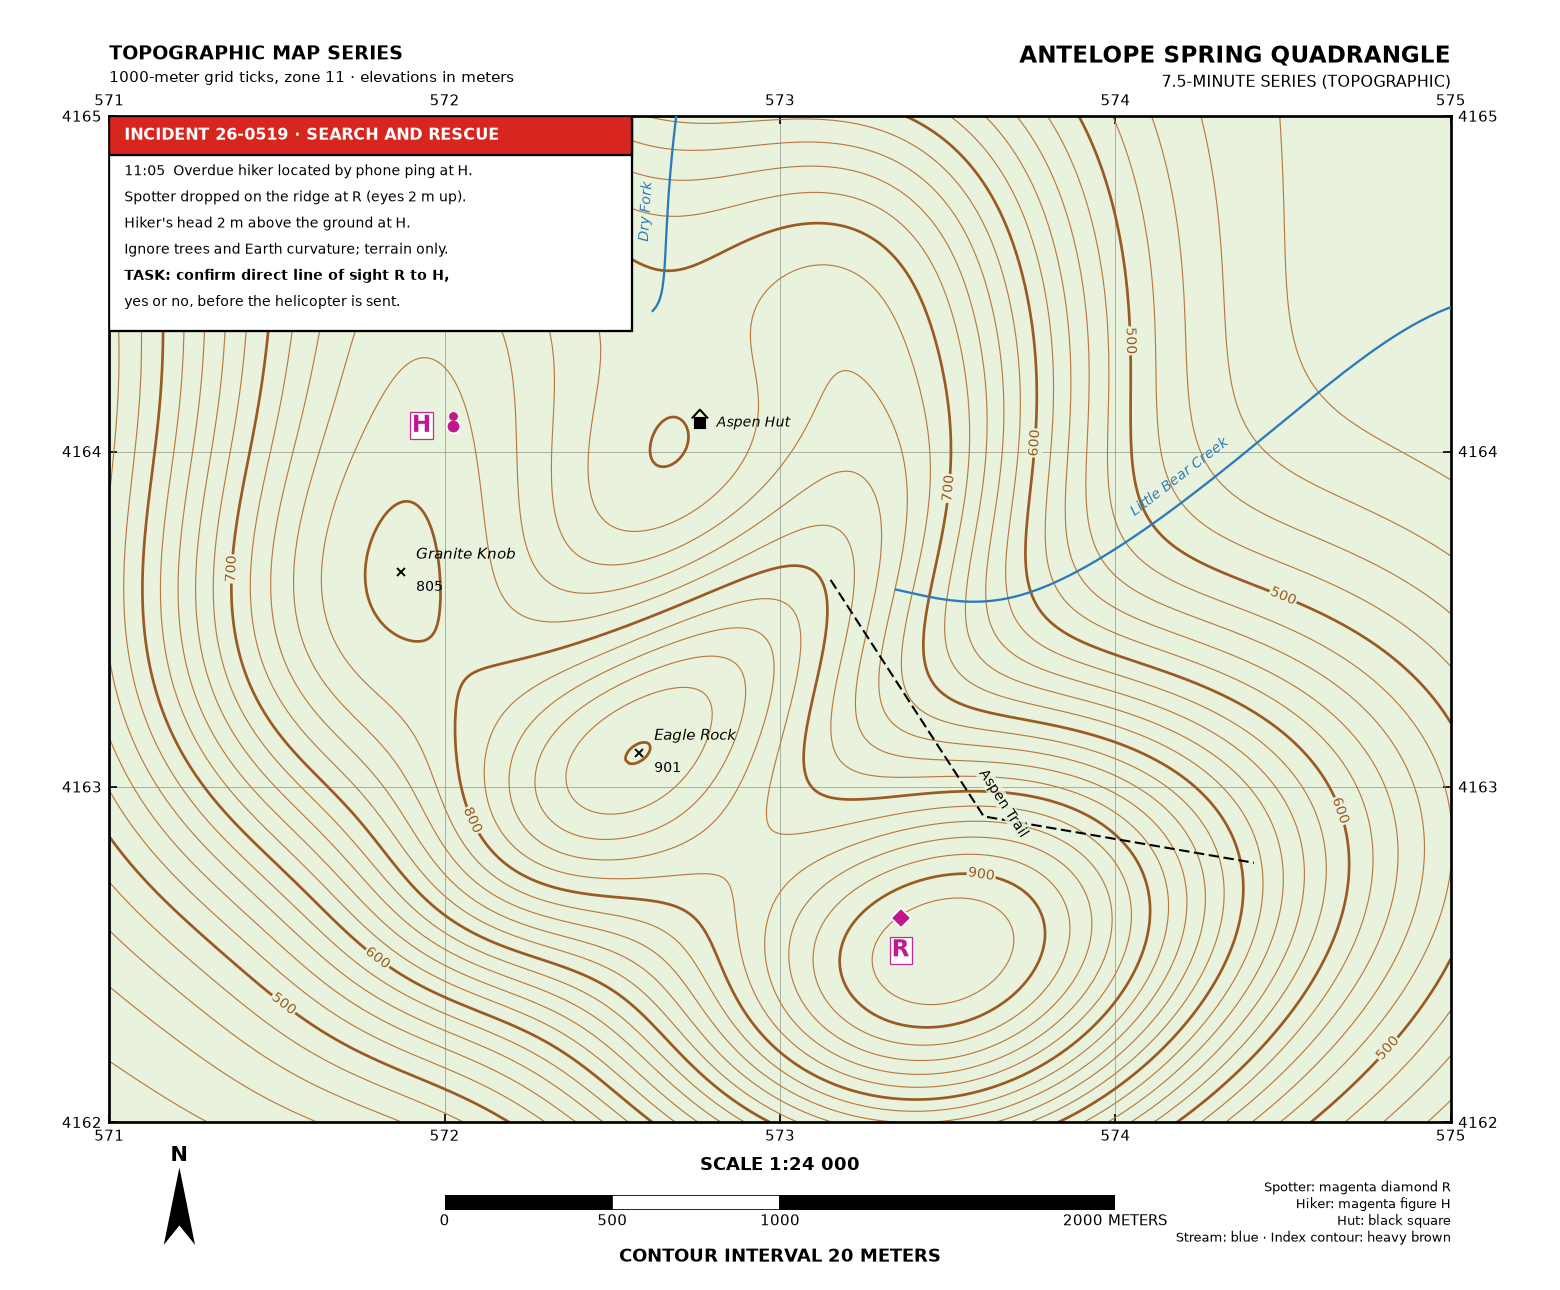 TOPOGRAPHIC MAP SERIES
1000-meter grid ticks, zone 11 · elevations in meters
ANTELOPE SPRING QUADRANGLE
7.5-MINUTE SERIES (TOPOGRAPHIC)
571
572
573
574
575
4165
4165
INCIDENT 26-0519 · SEARCH AND RESCUE
11:05  Overdue hiker located by phone ping at H.
Spotter dropped on the ridge at R (eyes 2 m up).
Hiker's head 2 m above the ground at H.
Ignore trees and Earth curvature; terrain only.
TASK: confirm direct line of sight R to H,
yes or no, before the helicopter is sent.
Dry Fork
500
H
Aspen Hut
600
4164
4164
Little Bear Creek
700
Granite Knob
805
700
500
Eagle Rock
901
4163
4163
Aspen Trail
600
800
900
R
600
500
500
4162
4162
571
572
573
574
575
N
SCALE 1:24 000
0
500
1000
2000 METERS
CONTOUR INTERVAL 20 METERS
Spotter: magenta diamond R
Hiker: magenta figure H
Hut: black square
Stream: blue · Index contour: heavy brown